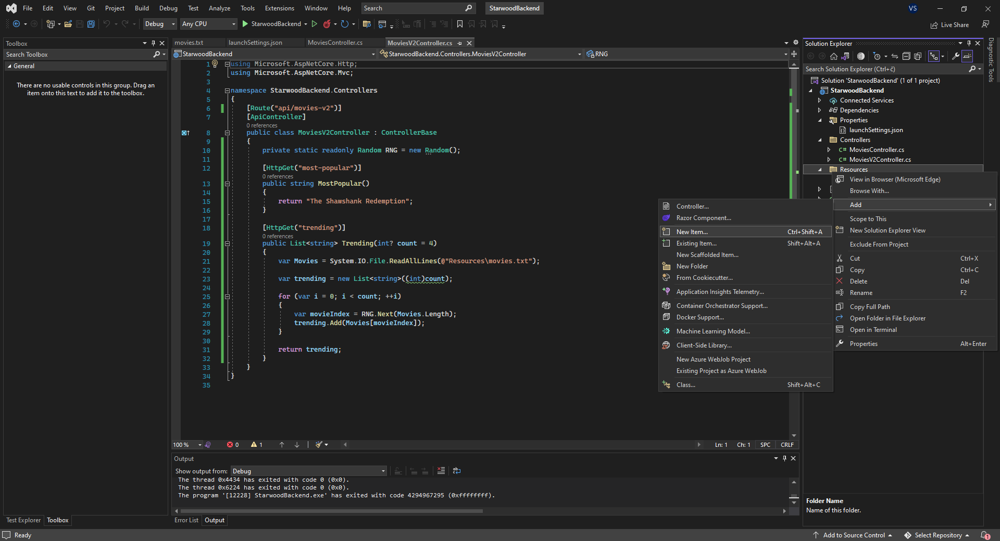 File Edit View Git Project Build Debug Test Analyze Tools Extensions Window Help Search StarwoodBackend VS
Debug Any CPU StarwoodBackend Live Share
Toolbox
Search Toolbox
General
There are no usable controls in this group. Drag an
item onto this text to add it to the toolbox.
movies.txt launchSettings.json MoviesController.cs MoviesV2Controller.cs
StarwoodBackend StarwoodBackend.Controllers.MoviesV2Controller RNG
1 using Microsoft.AspNetCore.Http;
2 using Microsoft.AspNetCore.Mvc;
3
4 namespace StarwoodBackend.Controllers
5 {
6 [Route("api/movies-v2")]
7 [ApiController]
0 references
8 public class MoviesV2Controller : ControllerBase
9 {
10 private static readonly Random RNG = new Random();
11
12 [HttpGet("most-popular")]
0 references
13 public string MostPopular()
14 {
15 return "The Shawshank Redemption";
16 }
17
18 [HttpGet("trending")]
0 references
19 public List<string> Trending(int? count = 4)
20 {
21 var Movies = System.IO.File.ReadAllLines(@"Resources\movies.txt");
22
23 var trending = new List<string>((int)count);
24
25 for (var i = 0; i < count; ++i)
26 {
27 var movieIndex = RNG.Next(Movies.Length);
28 trending.Add(Movies[movieIndex]);
29 }
30
31 return trending;
32 }
33 }
34 }
35
100 % 0 1 Ln: 1 Ch: 1 SPC CRLF
Output
Show output from: Debug
The thread 0x4434 has exited with code 0 (0x0).
The thread 0x6224 has exited with code 0 (0x0).
The program '[12228] StarwoodBackend.exe' has exited with code 4294967295 (0xffffffff).
Test Explorer Toolbox
Error List Output
Solution Explorer
Search Solution Explorer (Ctrl+č)
Solution 'StarwoodBackend' (1 of 1 project)
StarwoodBackend
Connected Services
Dependencies
Properties
launchSettings.json
Controllers
C# MoviesController.cs
C# MoviesV2Controller.cs
Resources
View in Browser (Microsoft Edge)
Browse With...
Add
Scope to This
New Solution Explorer View
Exclude From Project
Cut Ctrl+X
Copy Ctrl+C
Delete Del
Rename F2
Copy Full Path
Open Folder in File Explorer
Open in Terminal
Properties Alt+Enter
Controller...
Razor Component...
New Item... Ctrl+Shift+A
Existing Item... Shift+Alt+A
New Scaffolded Item...
New Folder
From Cookiecutter...
Application Insights Telemetry...
Container Orchestrator Support...
Docker Support...
Machine Learning Model...
Client-Side Library...
New Azure WebJob Project
Existing Project as Azure WebJob
Class... Shift+Alt+C
Folder Name
Name of this folder.
Diagnostic Tools
Ready Add to Source Control Select Repository 1